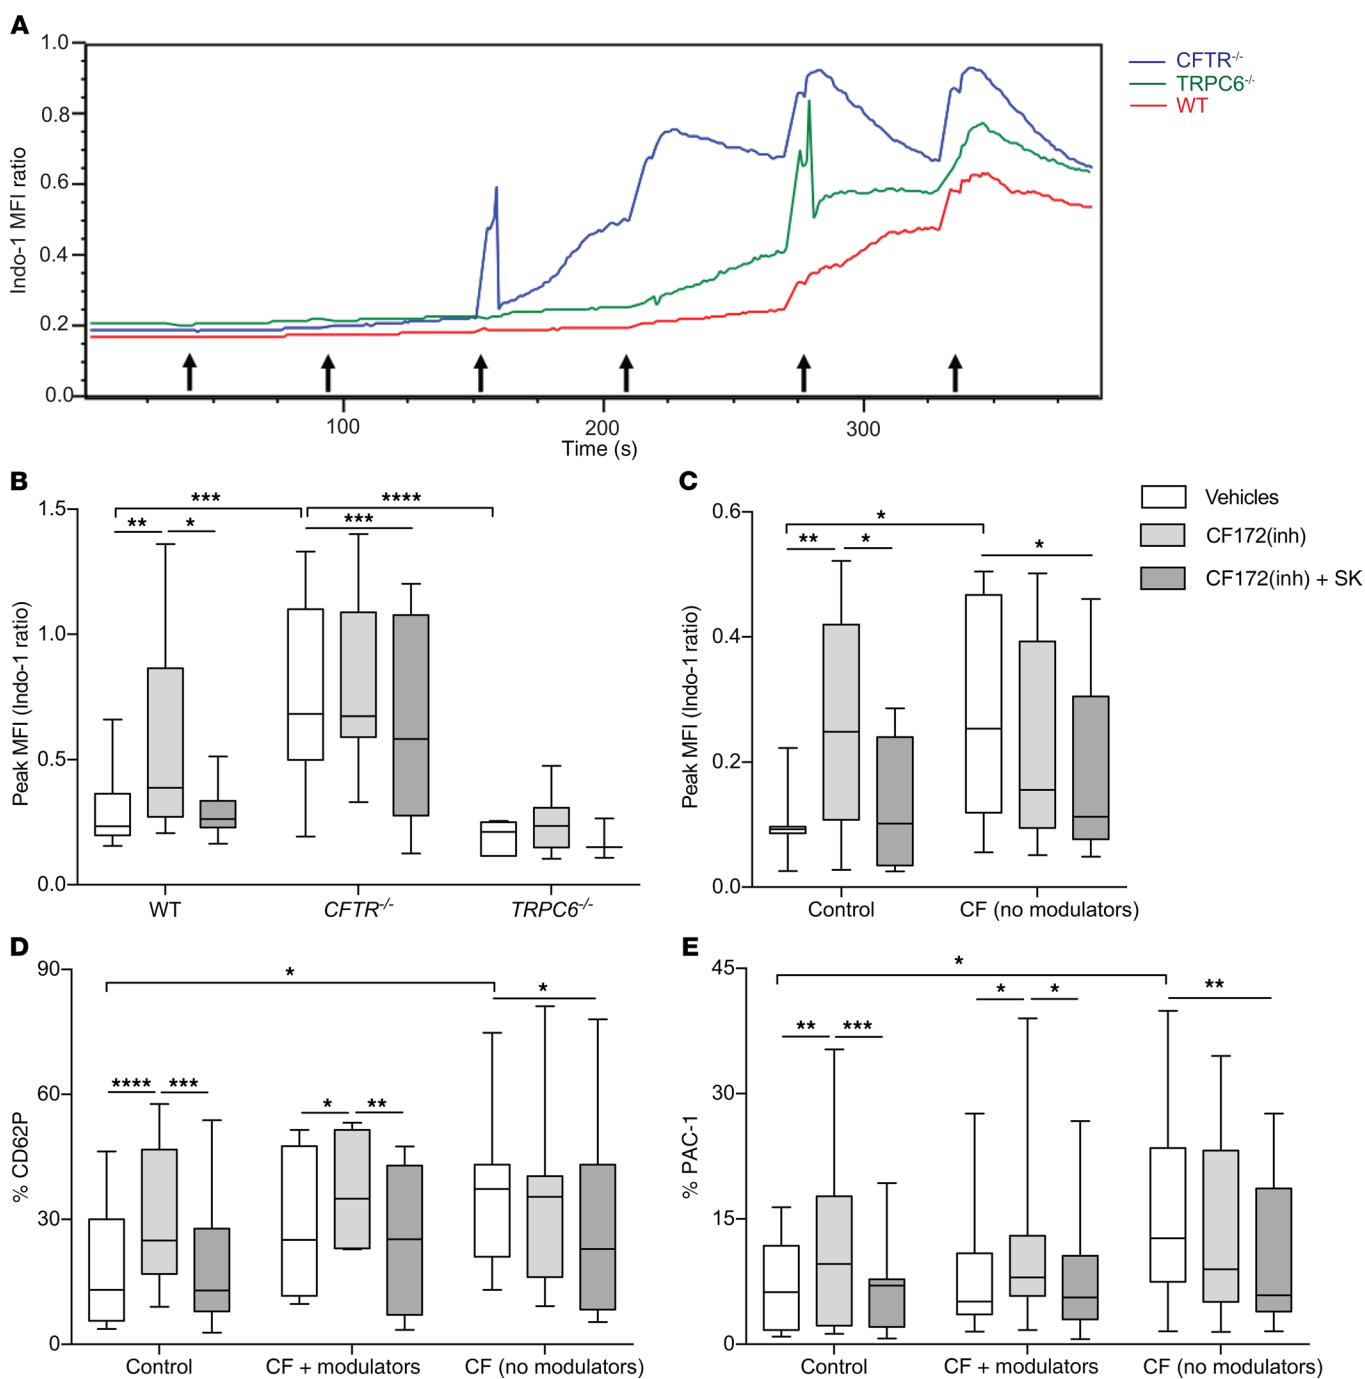 A
1.0
0.8
0.6
0.4
0.2
0.0
Indo-1 MFI ratio
100
200
300
Time (s)
CFTR-/-
TRPC6-/-
WT
B
1.5
1.0
0.5
0.0
Peak MFI (Indo-1 ratio)
***
****
**
*
***
WT
CFTR-/-
TRPC6-/-
C
0.6
0.4
0.2
0.0
Peak MFI (Indo-1 ratio)
*
**
*
*
Control
CF (no modulators)
Vehicles
CF172(inh)
CF172(inh) + SK
D
90
60
30
0
% CD62P
*
*
****
***
*
**
Control
CF + modulators
CF (no modulators)
E
45
30
15
0
% PAC-1
*
*
*
**
**
***
Control
CF + modulators
CF (no modulators)